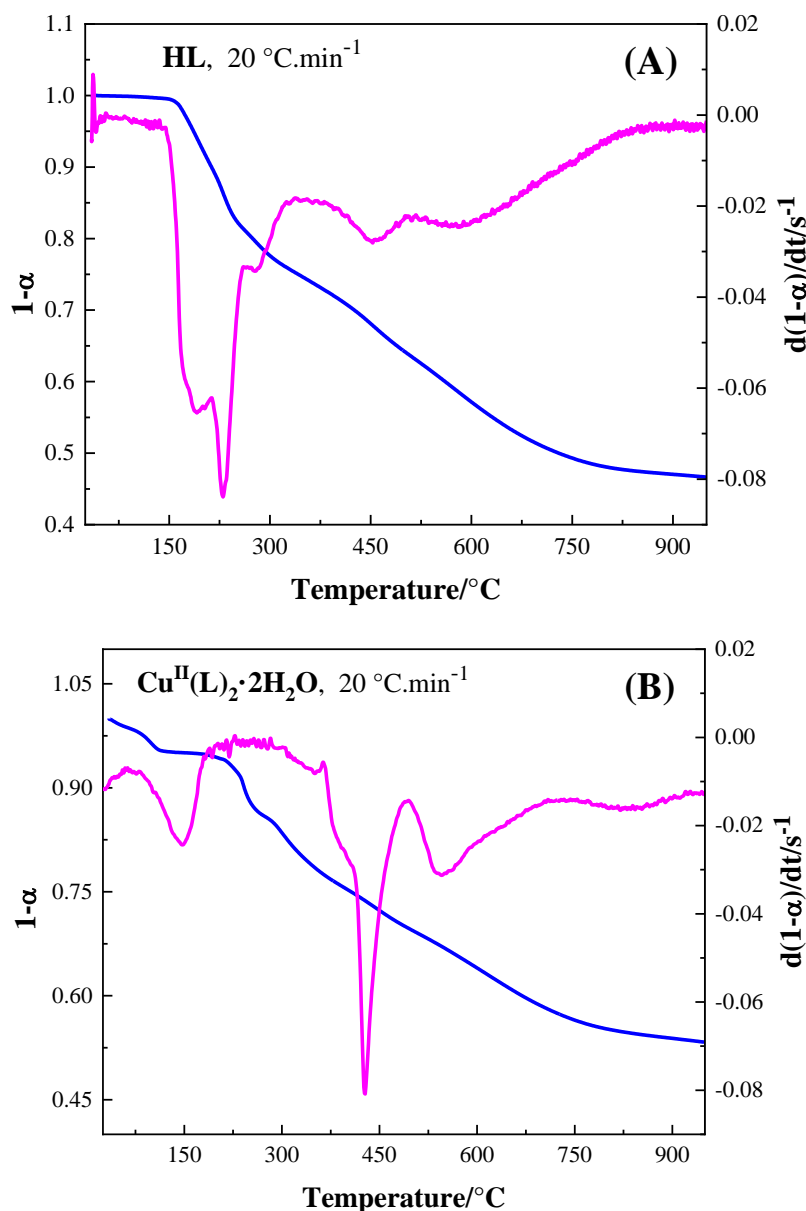 HL, 20 °C.min⁻¹
(A)
1.1
1.0
0.9
0.8
0.7
0.6
0.5
0.4
1-α
0.02
0.00
-0.02
-0.04
-0.06
-0.08
d(1-α)/dt/s⁻¹
150 300 450 600 750 900
Temperature/°C
Cuᴵᴵ(L)₂·2H₂O, 20 °C.min⁻¹
(B)
1.05
0.90
0.75
0.60
0.45
1-α
0.02
0.00
-0.02
-0.04
-0.06
-0.08
d(1-α)/dt/s⁻¹
150 300 450 600 750 900
Temperature/°C